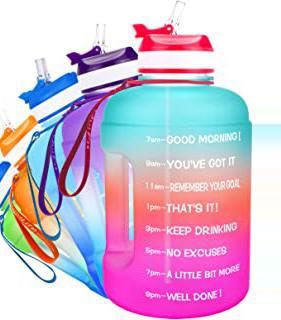 7am- GOOD MORNING!
9am- YOU'VE GOT IT
11am- REMEMBER YOUR GOAL
1pm- THAT'S IT!
3pm- KEEP DRINKING
5pm- NO EXCUSES
7pm- A LITTLE BIT MORE
9pm- WELL DONE!